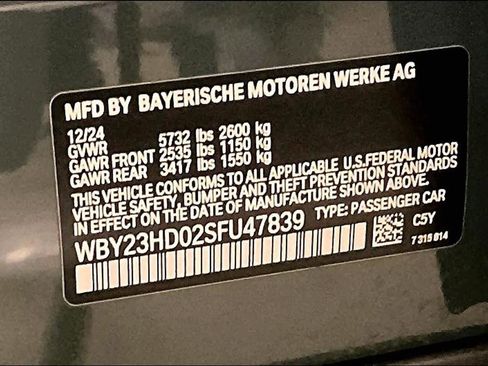 MFD BY BAYERISCHE MOTOREN WERKE AG
12/24
GVWR 5732 lbs 2600 kg
GAWR FRONT 2535 lbs 1150 kg
GAWR REAR 3417 lbs 1550 kg
THIS VEHICLE CONFORMS TO ALL APPLICABLE U.S.FEDERAL MOTOR
VEHICLE SAFETY, BUMPER AND THEFT PREVENTION STANDARDS
IN EFFECT ON THE DATE OF MANUFACTURE SHOWN ABOVE.
WBY23HD02SFU47839 TYPE: PASSENGER CAR
C5Y
7 315 814